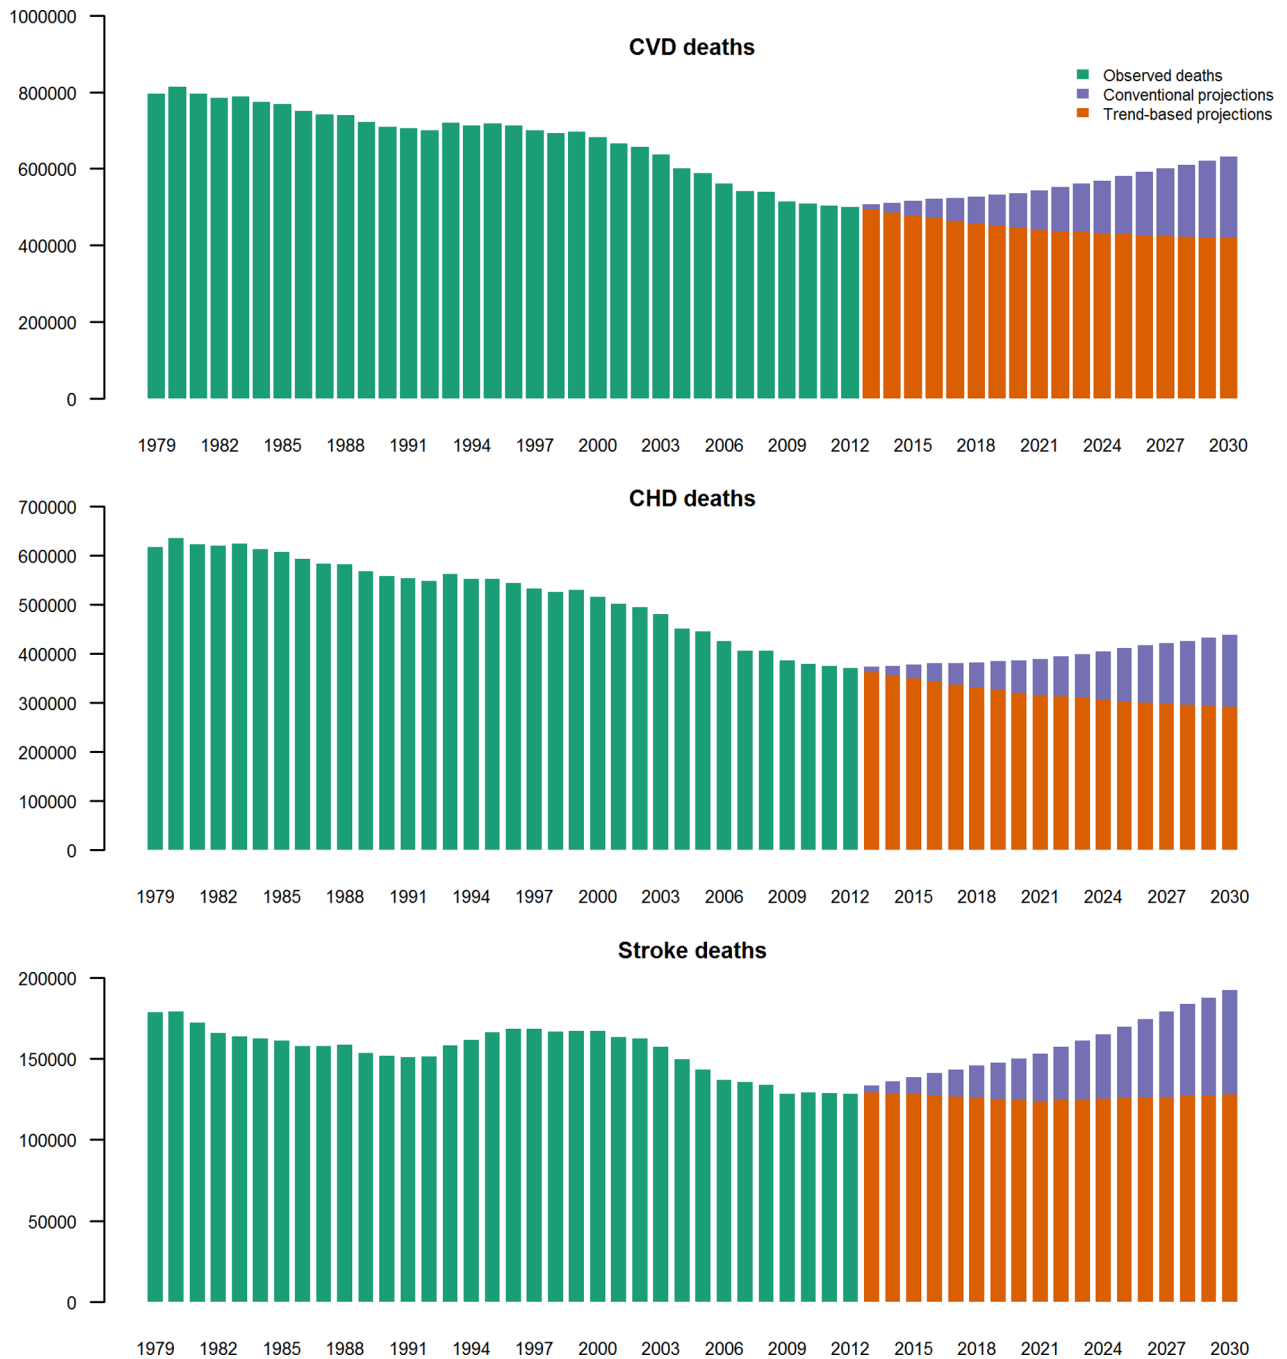 CVD deaths
Observed deaths
Conventional projections
Trend-based projections
1000000
800000
600000
400000
200000
0
1979 1982 1985 1988 1991 1994 1997 2000 2003 2006 2009 2012 2015 2018 2021 2024 2027 2030
CHD deaths
700000
600000
500000
400000
300000
200000
100000
0
1979 1982 1985 1988 1991 1994 1997 2000 2003 2006 2009 2012 2015 2018 2021 2024 2027 2030
Stroke deaths
200000
150000
100000
50000
0
1979 1982 1985 1988 1991 1994 1997 2000 2003 2006 2009 2012 2015 2018 2021 2024 2027 2030